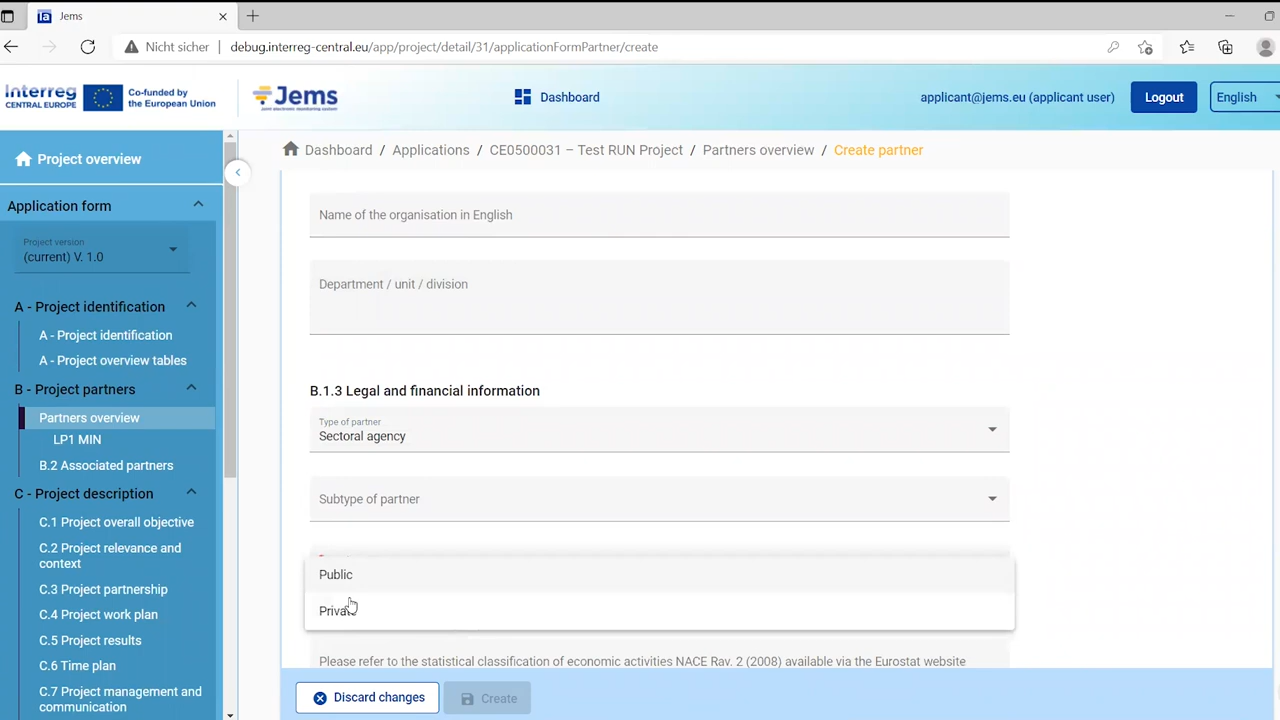 Jems
Nicht sicher
debug.interreg-central.eu/app/project/detail/31/applicationFormPartner/create
Interreg
CENTRAL EUROPE
Co-funded by
the European Union
Jems
Dashboard
applicant@jems.eu (applicant user)
Logout
English
Project overview
Application form
Project version
(current) V. 1.0
A - Project identification
A - Project identification
A - Project overview tables
B - Project partners
Partners overview
LP1 MIN
B.2 Associated partners
C - Project description
C.1 Project overall objective
C.2 Project relevance and
context
C.3 Project partnership
C.4 Project work plan
C.5 Project results
C.6 Time plan
C.7 Project management and
communication
Dashboard / Applications / CE0500031 – Test RUN Project / Partners overview / Create partner
Name of the organisation in English
Department / unit / division
B.1.3 Legal and financial information
Type of partner
Sectoral agency
Subtype of partner
Public
Private
Please refer to the statistical classification of economic activities NACE Rav. 2 (2008) available via the Eurostat website
Discard changes
Create